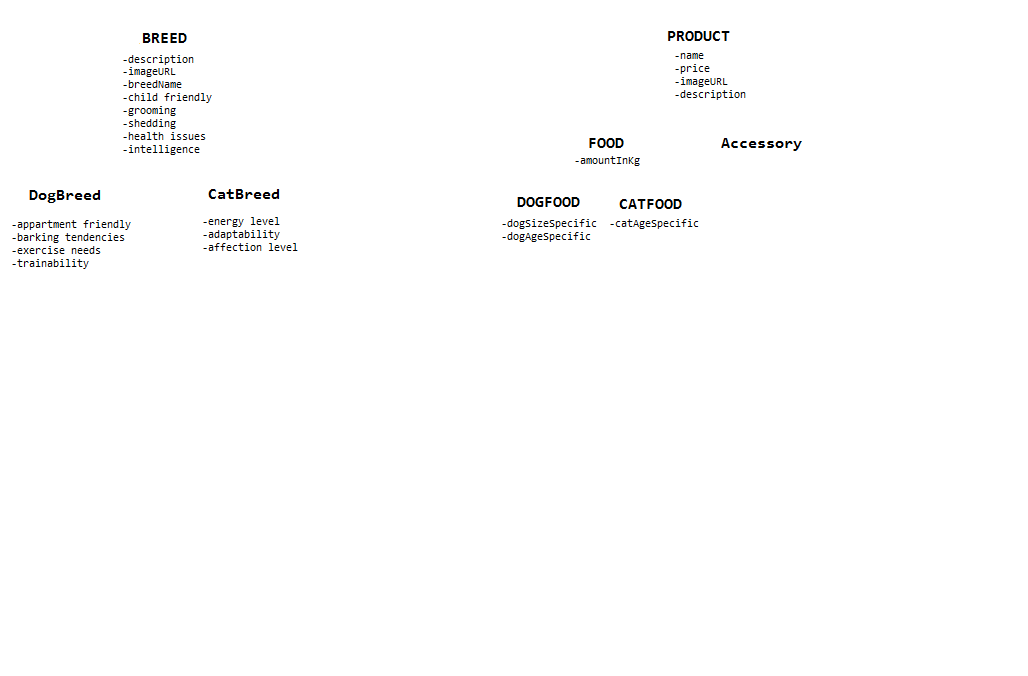 BREED
-description
-imageURL
-breedName
-child friendly
-grooming
-shedding
-health issues
-intelligence
DogBreed
-appartment friendly
-barking tendencies
-exercise needs
-trainability
CatBreed
-energy level
-adaptability
-affection level
PRODUCT
-name
-price
-imageURL
-description
FOOD
-amountInKg
Accessory
DOGFOOD
-dogSizeSpecific
-dogAgeSpecific
CATFOOD
-catAgeSpecific